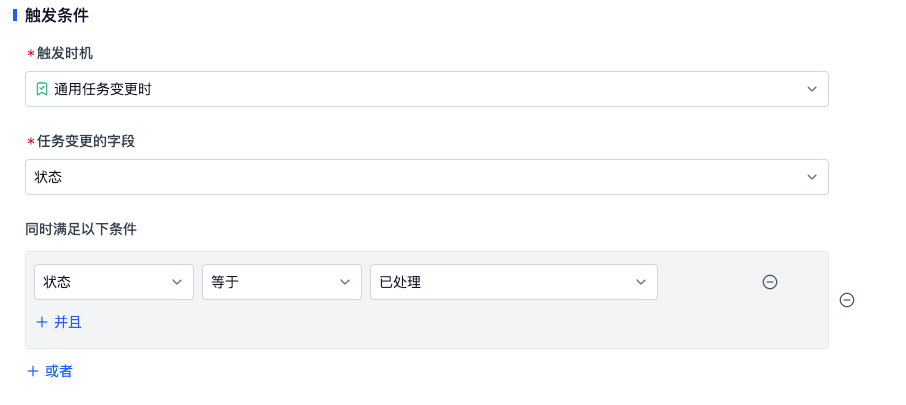 触发条件
*触发时机
通用任务变更时
*任务变更的字段
状态
同时满足以下条件
状态 等于 已处理
+ 并且
+ 或者